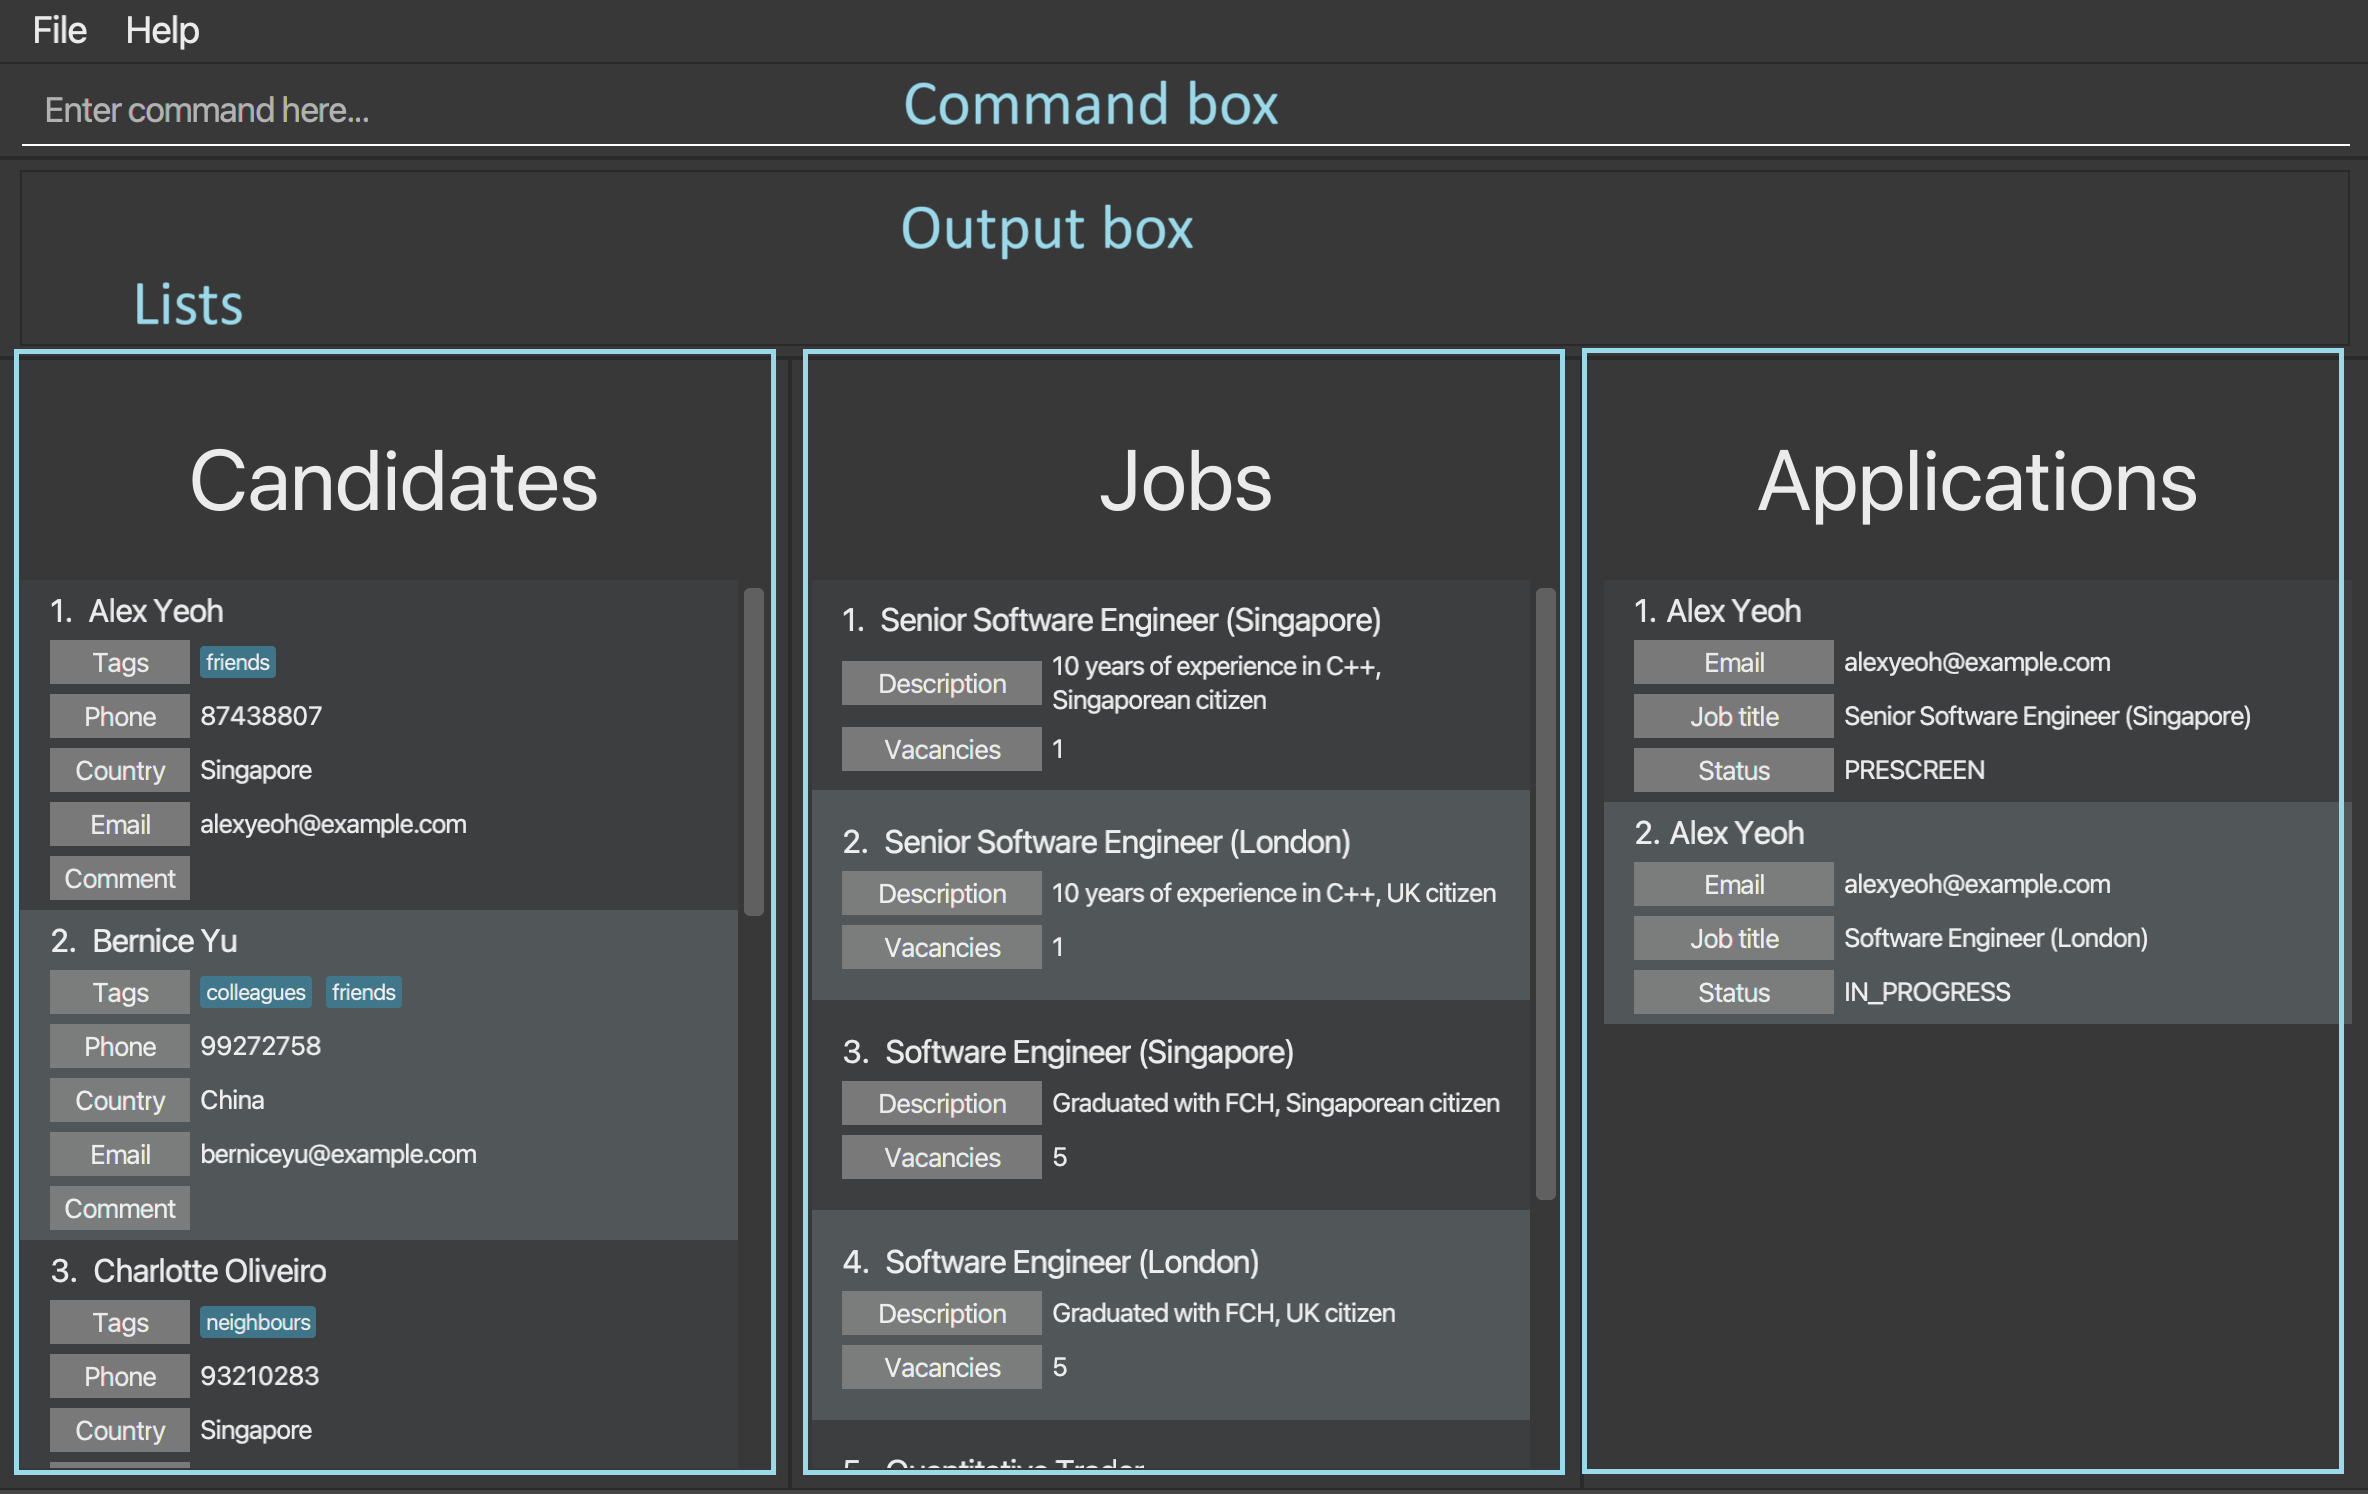 File Help
Enter command here...
Command box
Output box
Lists
Candidates
1. Alex Yeoh
Tags friends
Phone 87438807
Country Singapore
Email alexyeoh@example.com
Comment
2. Bernice Yu
Tags colleagues friends
Phone 99272758
Country China
Email berniceyu@example.com
Comment
3. Charlotte Oliveiro
Tags neighbours
Phone 93210283
Country Singapore
Jobs
1. Senior Software Engineer (Singapore)
Description 10 years of experience in C++,
Singaporean citizen
Vacancies 1
2. Senior Software Engineer (London)
Description 10 years of experience in C++, UK citizen
Vacancies 1
3. Software Engineer (Singapore)
Description Graduated with FCH, Singaporean citizen
Vacancies 5
4. Software Engineer (London)
Description Graduated with FCH, UK citizen
Vacancies 5
5. Quantitative Trader
Applications
1. Alex Yeoh
Email alexyeoh@example.com
Job title Senior Software Engineer (Singapore)
Status PRESCREEN
2. Alex Yeoh
Email alexyeoh@example.com
Job title Software Engineer (London)
Status IN_PROGRESS